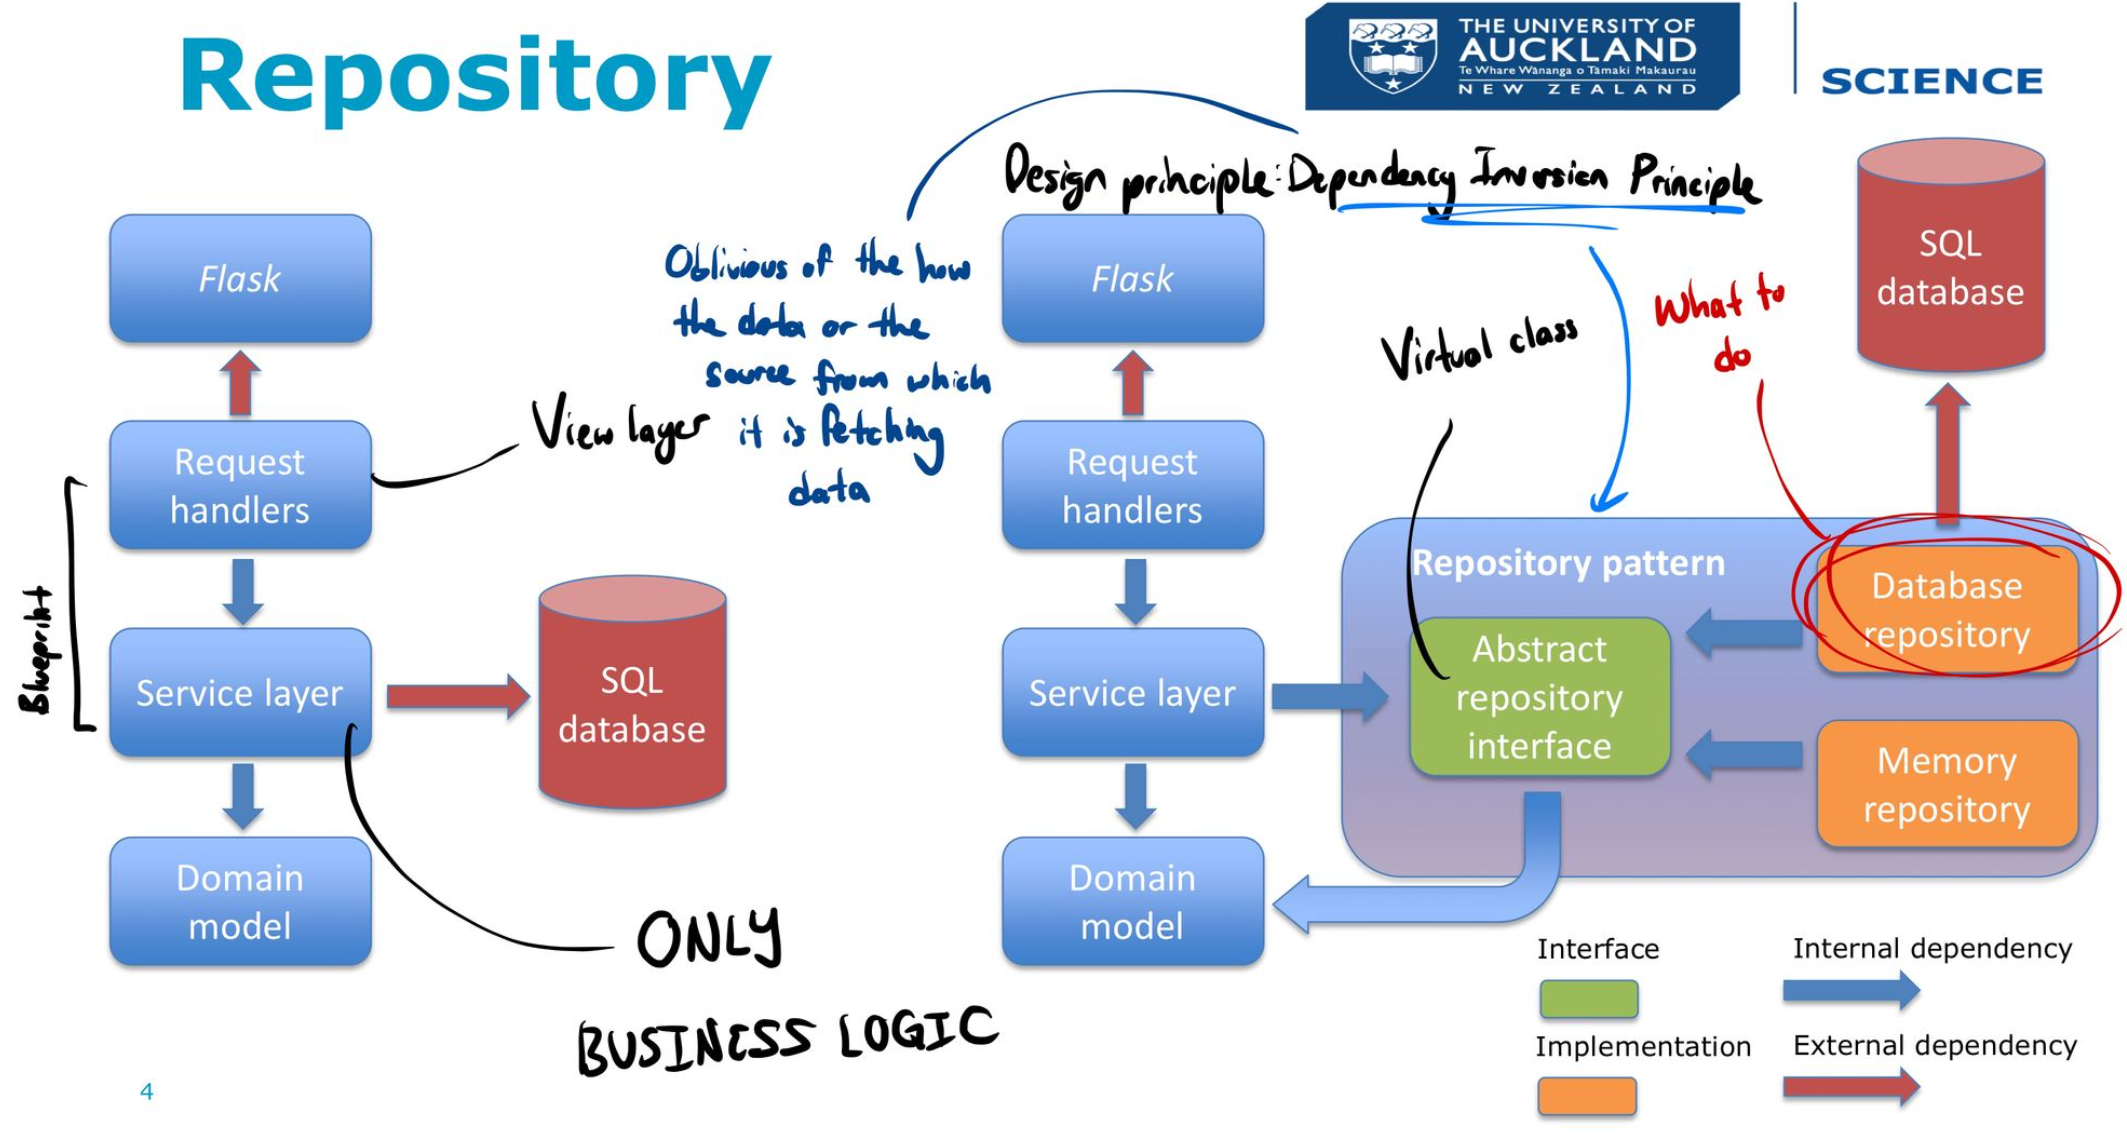 Repository
THE UNIVERSITY OF
AUCKLAND
Te Whare Wānanga o Tāmaki Makaurau
NEW ZEALAND
SCIENCE
Design principle: Dependency Inversion Principle
Flask
Request
handlers
Service layer
Domain
model
Blueprint
View layer
SQL
database
ONLY
BUSINESS LOGIC
Oblivious of the how
the data or the
source from which
it is fetching
data
Flask
Request
handlers
Service layer
Domain
model
Virtual class
What to
do
SQL
database
Repository pattern
Abstract
repository
interface
Database
repository
Memory
repository
Interface
Internal dependency
Implementation
External dependency
4